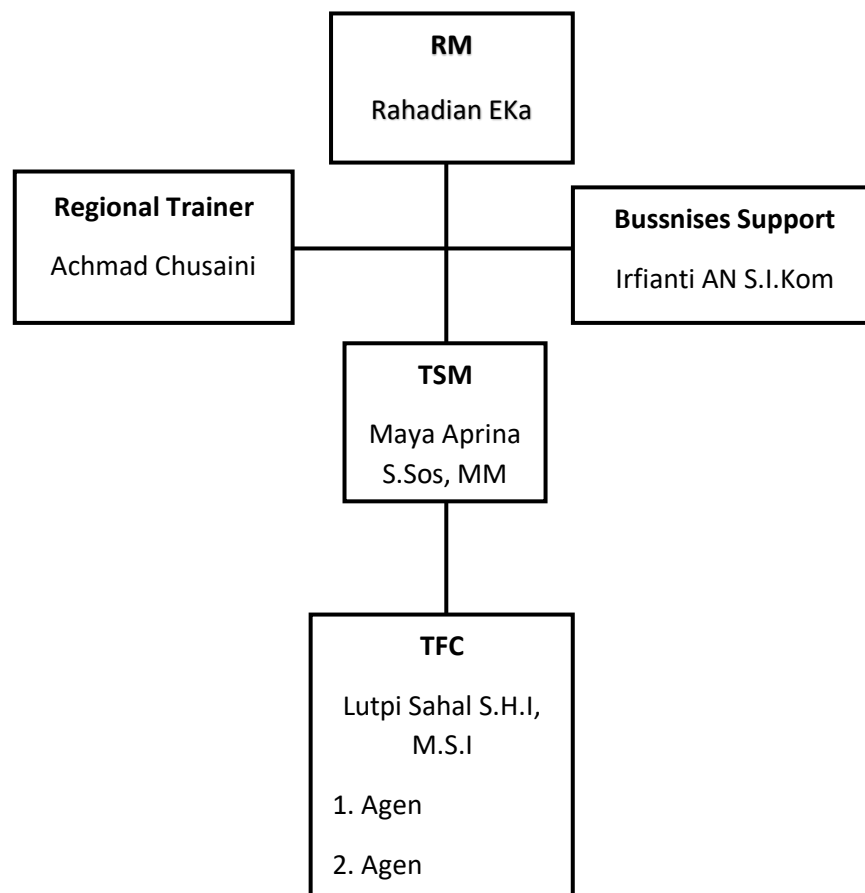 RM
Rahadian EKa
Regional Trainer
Achmad Chusaini
Bussnises Support
Irfianti AN S.I.Kom
TSM
Maya Aprina
S.Sos, MM
TFC
Lutpi Sahal S.H.I,
M.S.I
1. Agen
2. Agen